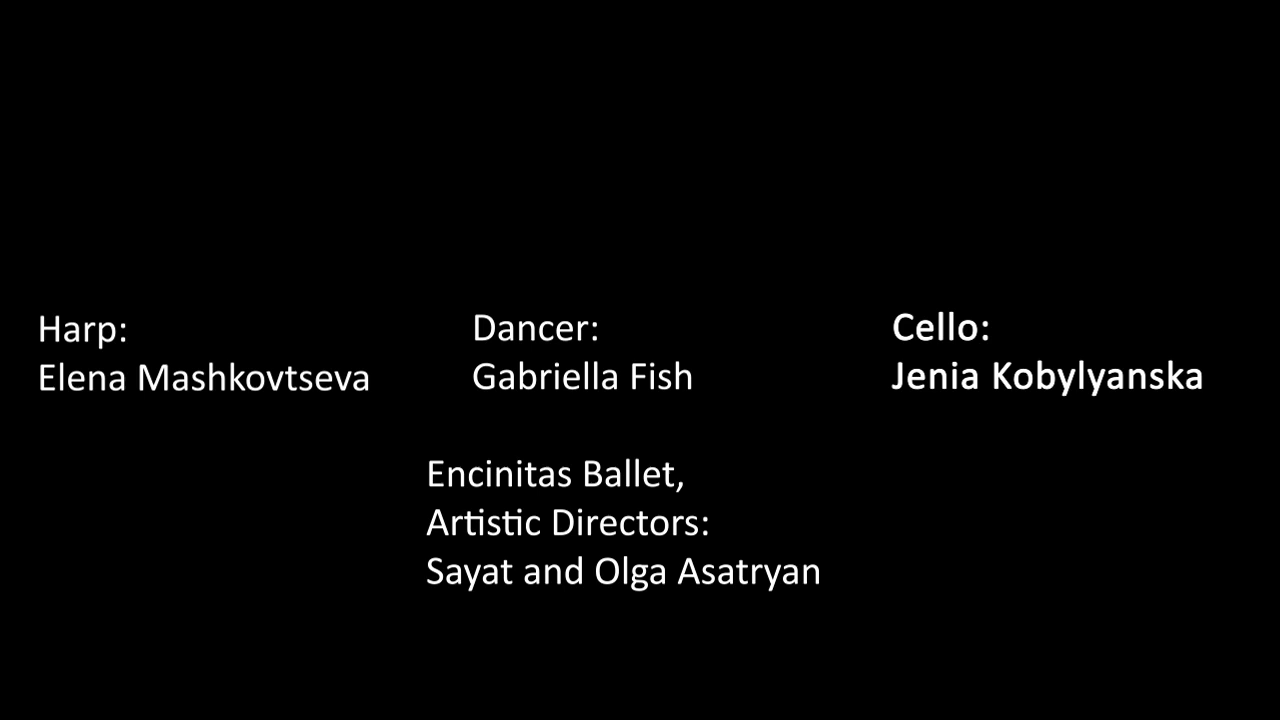 Harp:
Elena Mashkovtseva
Dancer:
Gabriella Fish
Cello:
Jenia Kobylyanska
Encinitas Ballet,
Artistic Directors:
Sayat and Olga Asatryan